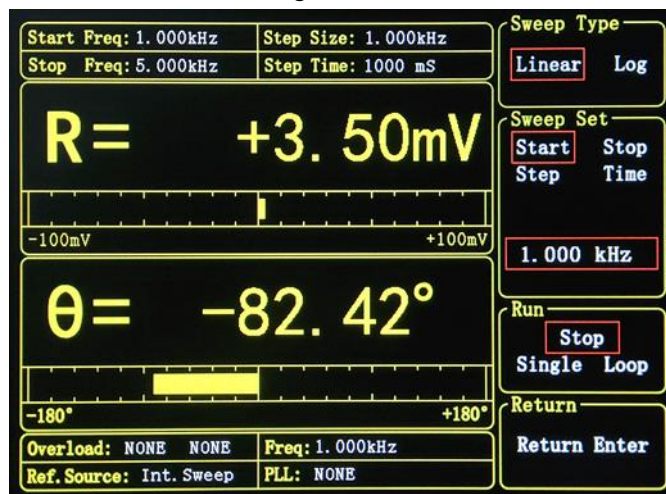 Start Freq: 1.000kHz
Step Size: 1.000kHz
Stop Freq: 5.000kHz
Step Time: 1000 mS
R= +3.50mV
-100mV +100mV
θ= -82.42°
-180° +180°
Overload: NONE NONE
Freq: 1.000kHz
Ref.Source: Int.Sweep
PLL: NONE
Sweep Type
Linear Log
Sweep Set
Start Stop
Step Time
1.000 kHz
Run
Stop
Single Loop
Return
Return Enter